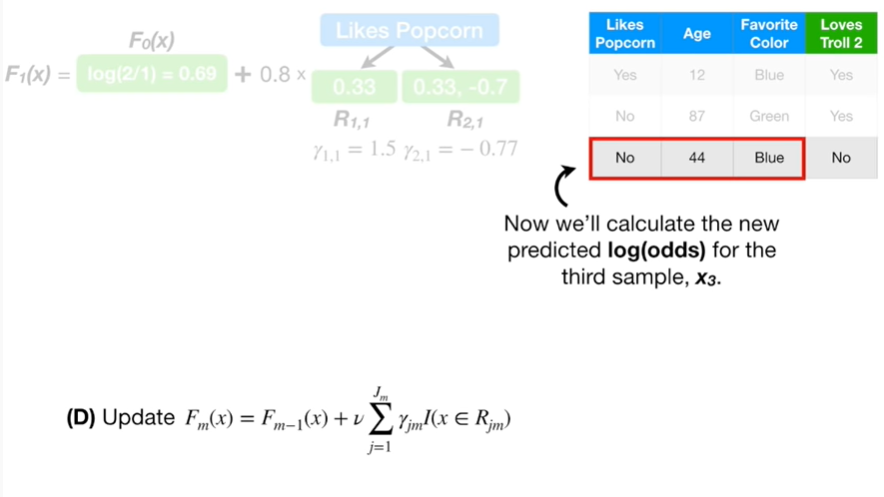 F₀(x)
F₁(x) = log(2/1) = 0.69 + 0.8 ×
Likes Popcorn
0.33 0.33, -0.7
R₁,₁ R₂,₁
γ₁,₁ = 1.5 γ₂,₁ = − 0.77
Likes Popcorn Age Favorite Color Loves Troll 2
Yes 12 Blue Yes
No 87 Green Yes
No 44 Blue No
Now we’ll calculate the new
predicted log(odds) for the
third sample, x₃.
(D) Update Fₘ(x) = Fₘ₋₁(x) + ν ∑ⱼ₌₁^{Jₘ} γⱼₘI(x ∈ Rⱼₘ)